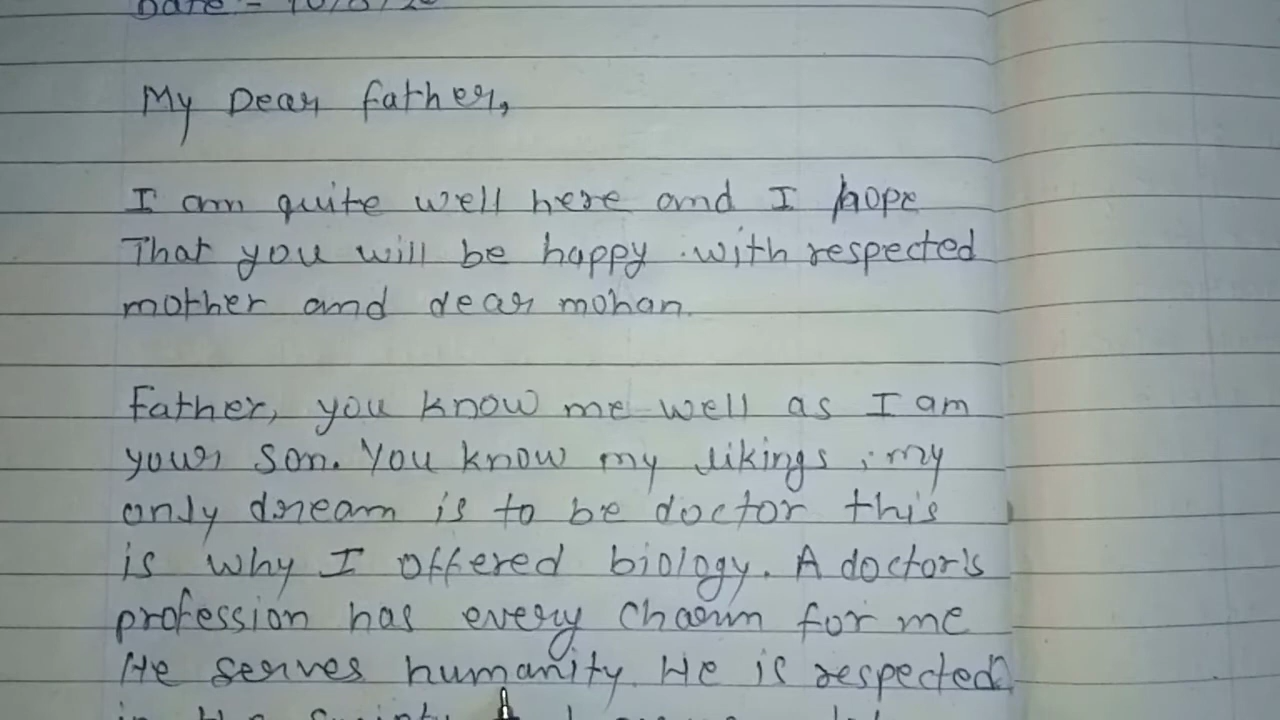 Date -
My Dear father,
I am quite well here and I hope
That you will be happy with respected
mother and dear mohan.
Father, you know me well as I am
your son. You know my likings, my
only dream is to be doctor this
is why I offered biology. A doctor's
profession has every charm for me
He serves humanity. He is respected
in the